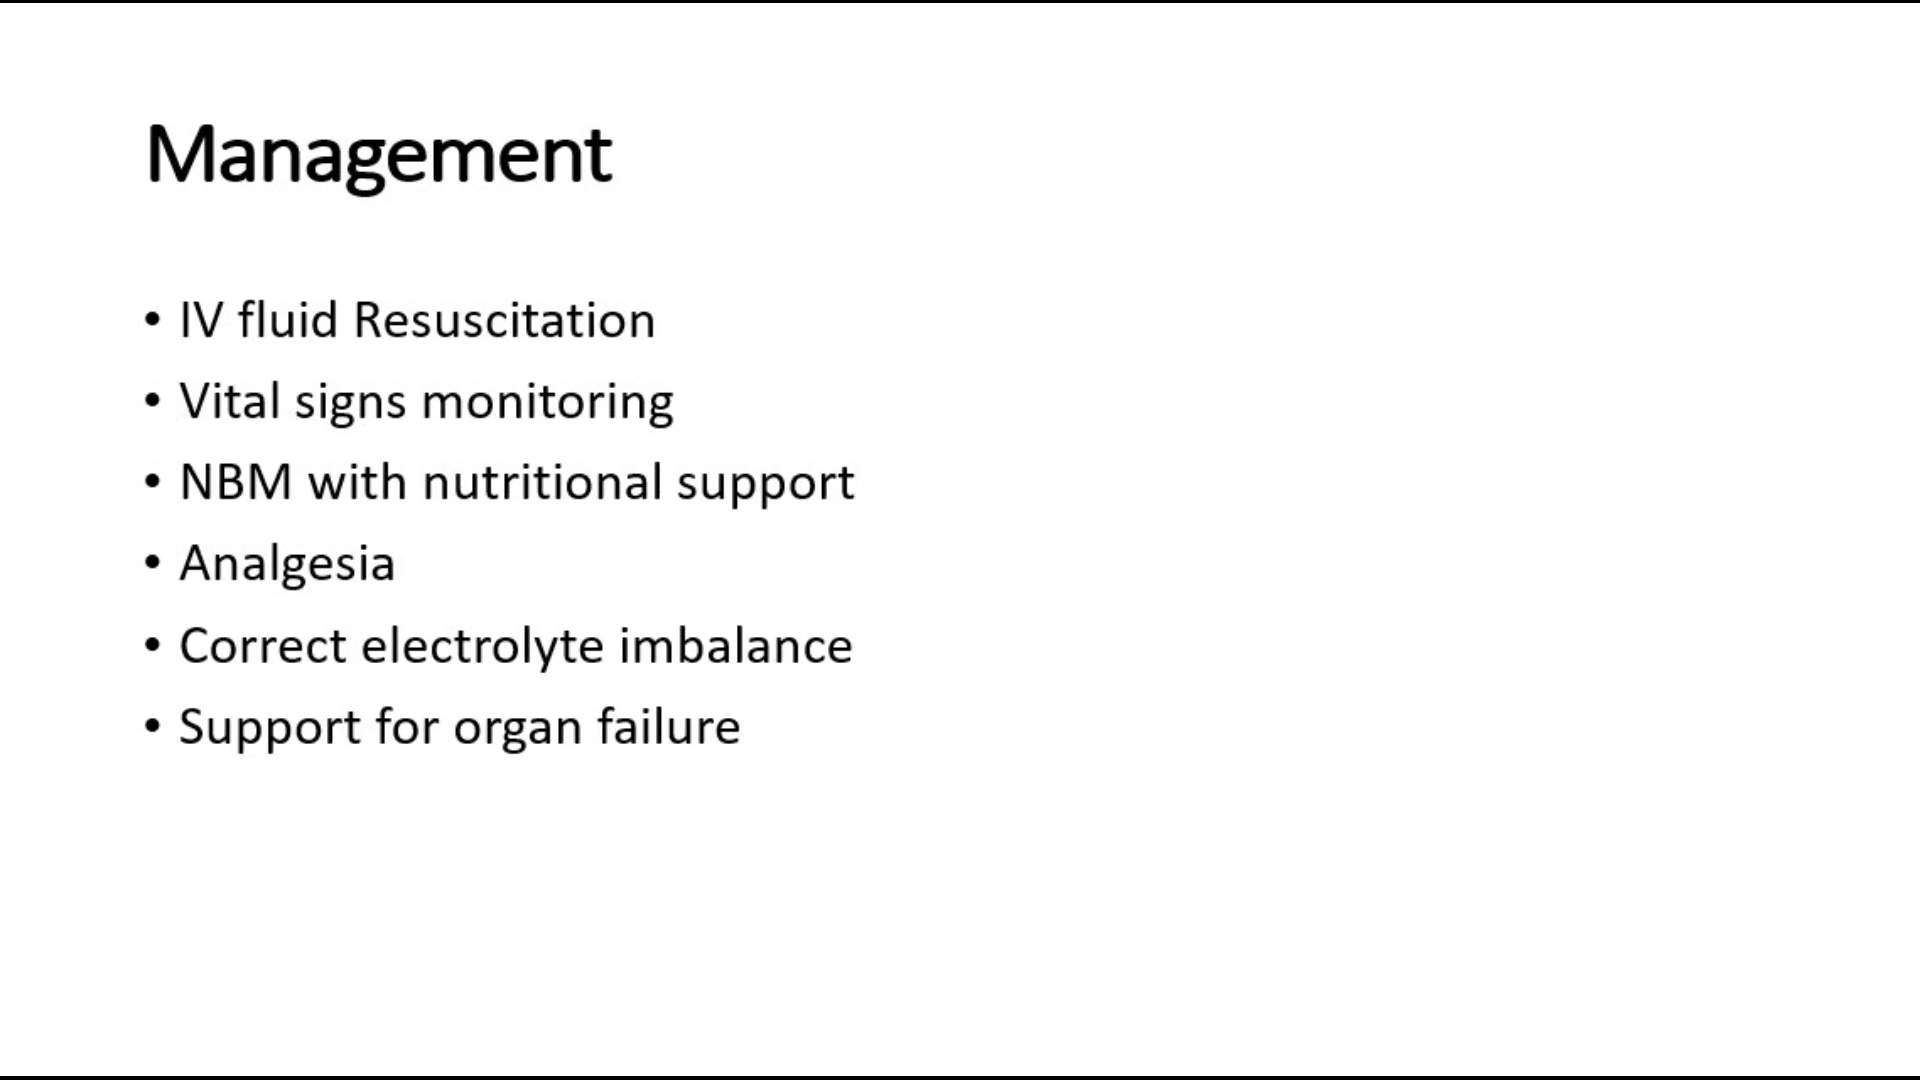 Management
• IV fluid Resuscitation
• Vital signs monitoring
• NBM with nutritional support
• Analgesia
• Correct electrolyte imbalance
• Support for organ failure